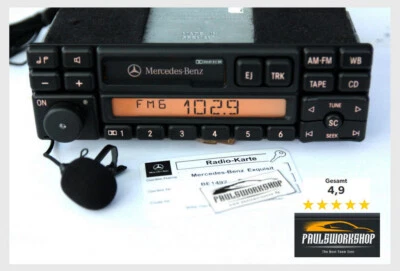 Mercedes-Benz
EJ
TRK
AM-FM
WB
TAPE
CD
ON
FM6 102.9
TUNE
SC
SEEK
1 2 3 4 5 6
Radio-Karte
Mercedes-Benz Exquisit
Gesamt
4,9
PAULSWORKSHOP
PAULSWORKSHOP